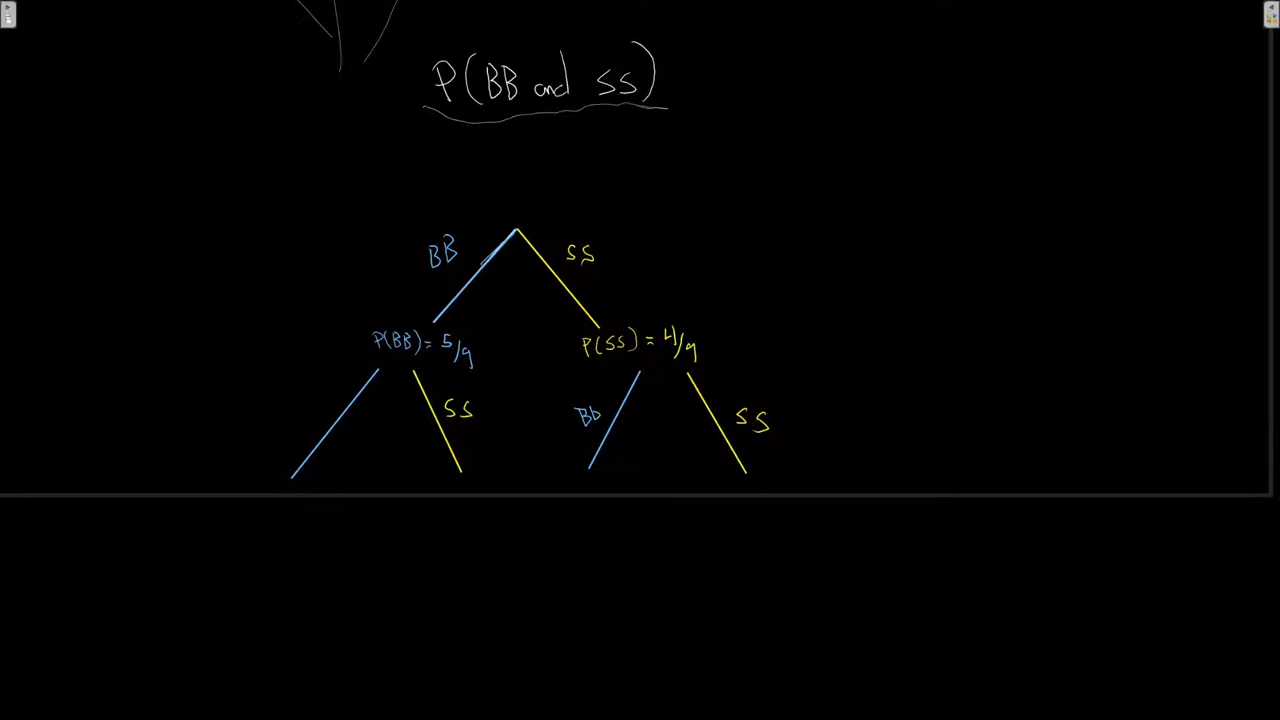 P(BB and SS)
BB
SS
P(BB) = 5/9
P(SS) = 4/9
SS
BB
SS